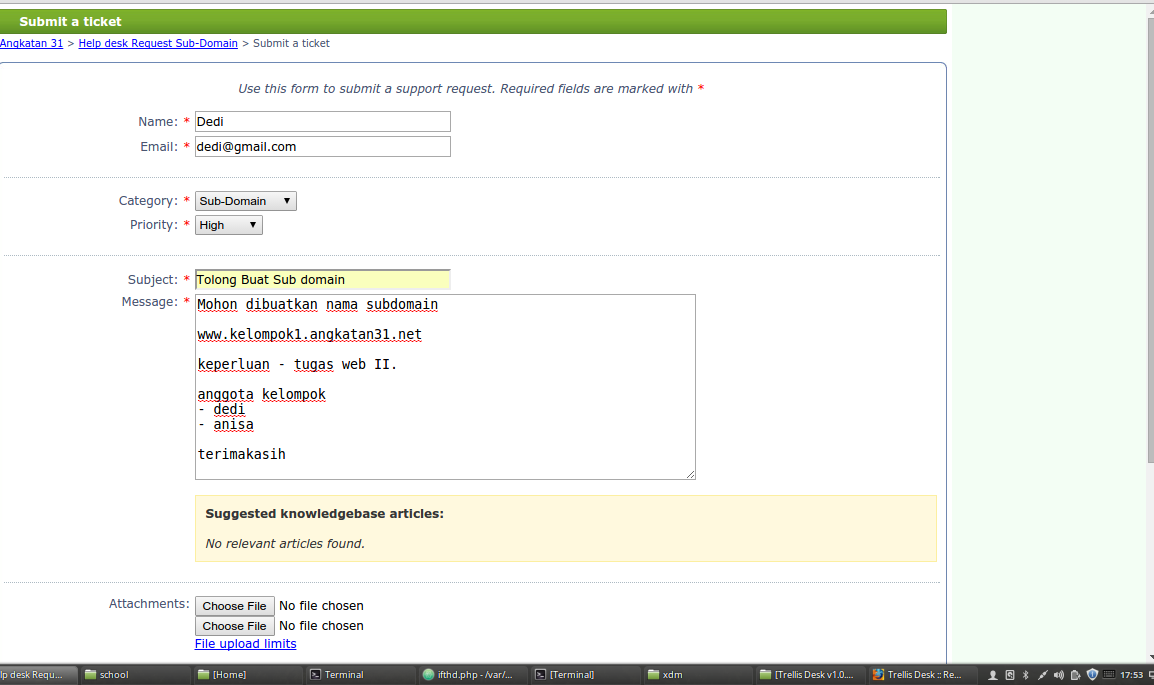 Submit a ticket
Angkatan 31 > Help desk Request Sub-Domain > Submit a ticket
Use this form to submit a support request. Required fields are marked with *
Name: * Dedi
Email: * dedi@gmail.com
Category: * Sub-Domain
Priority: * High
Subject: * Tolong Buat Sub domain
Message: * Mohon dibuatkan nama subdomain
www.kelompok1.angkatan31.net
keperluan - tugas web II.
anggota kelompok
- dedi
- anisa
terimakasih
Suggested knowledgebase articles:
No relevant articles found.
Attachments: Choose File No file chosen
Choose File No file chosen
File upload limits
lp desk Requ... school [Home] Terminal ifthd.php - /var/... [Terminal] xdm [Trellis Desk v1.0.... Trellis Desk :: Re... 17:53